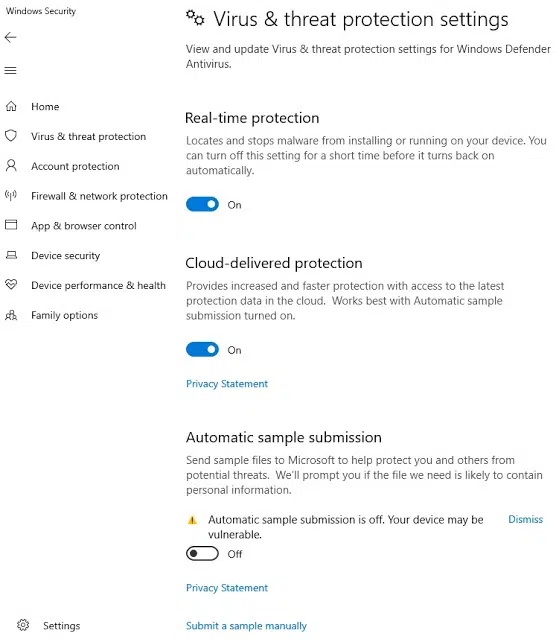 Windows Security
Virus & threat protection settings
View and update Virus & threat protection settings for Windows Defender
Antivirus.
Home
Virus & threat protection
Account protection
Firewall & network protection
App & browser control
Device security
Device performance & health
Family options
Settings
Real-time protection
Locates and stops malware from installing or running on your device. You
can turn off this setting for a short time before it turns back on
automatically.
On
Cloud-delivered protection
Provides increased and faster protection with access to the latest
protection data in the cloud. Works best with Automatic sample
submission turned on.
On
Privacy Statement
Automatic sample submission
Send sample files to Microsoft to help protect you and others from
potential threats. We'll prompt you if the file we need is likely to contain
personal information.
Automatic sample submission is off. Your device may be
vulnerable.
Dismiss
Off
Privacy Statement
Submit a sample manually